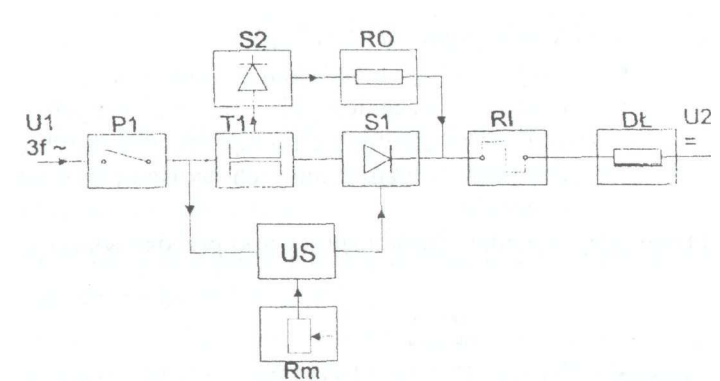 S2
RO
U1
3f ~
P1
T1
S1
RI
DŁ
U2
=
US
Rm